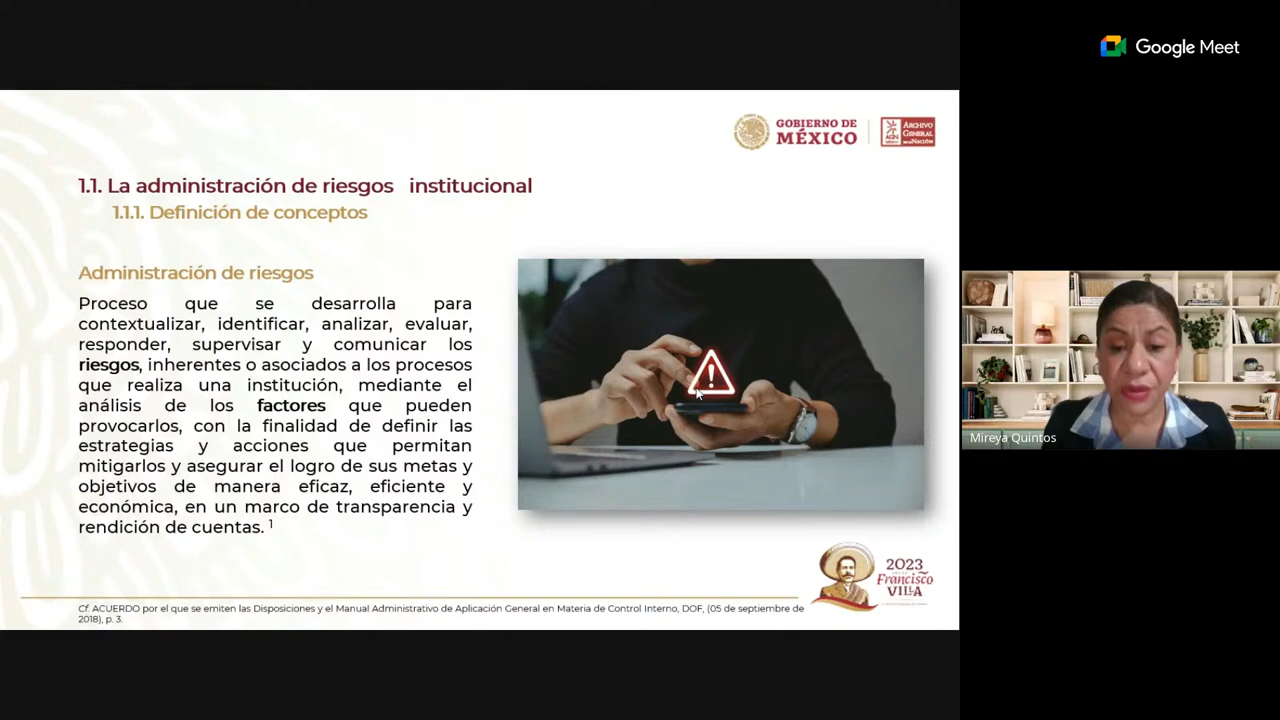 Google Meet
GOBIERNO DE
MÉXICO
ARCHIVO
GENERAL
DE LA NACIÓN
1.1. La administración de riesgos institucional
1.1.1. Definición de conceptos
Administración de riesgos
Proceso que se desarrolla para
contextualizar, identificar, analizar, evaluar,
responder, supervisar y comunicar los
riesgos, inherentes o asociados a los procesos
que realiza una institución, mediante el
análisis de los factores que pueden
provocarlos, con la finalidad de definir las
estrategias y acciones que permitan
mitigarlos y asegurar el logro de sus metas y
objetivos de manera eficaz, eficiente y
económica, en un marco de transparencia y
rendición de cuentas. 1
Mireya Quintos
2023
Francisco
VILLA
Cf. ACUERDO por el que se emiten las Disposiciones y el Manual Administrativo de Aplicación General en Materia de Control Interno, DOF, (05 de septiembre de
2018), p. 3.